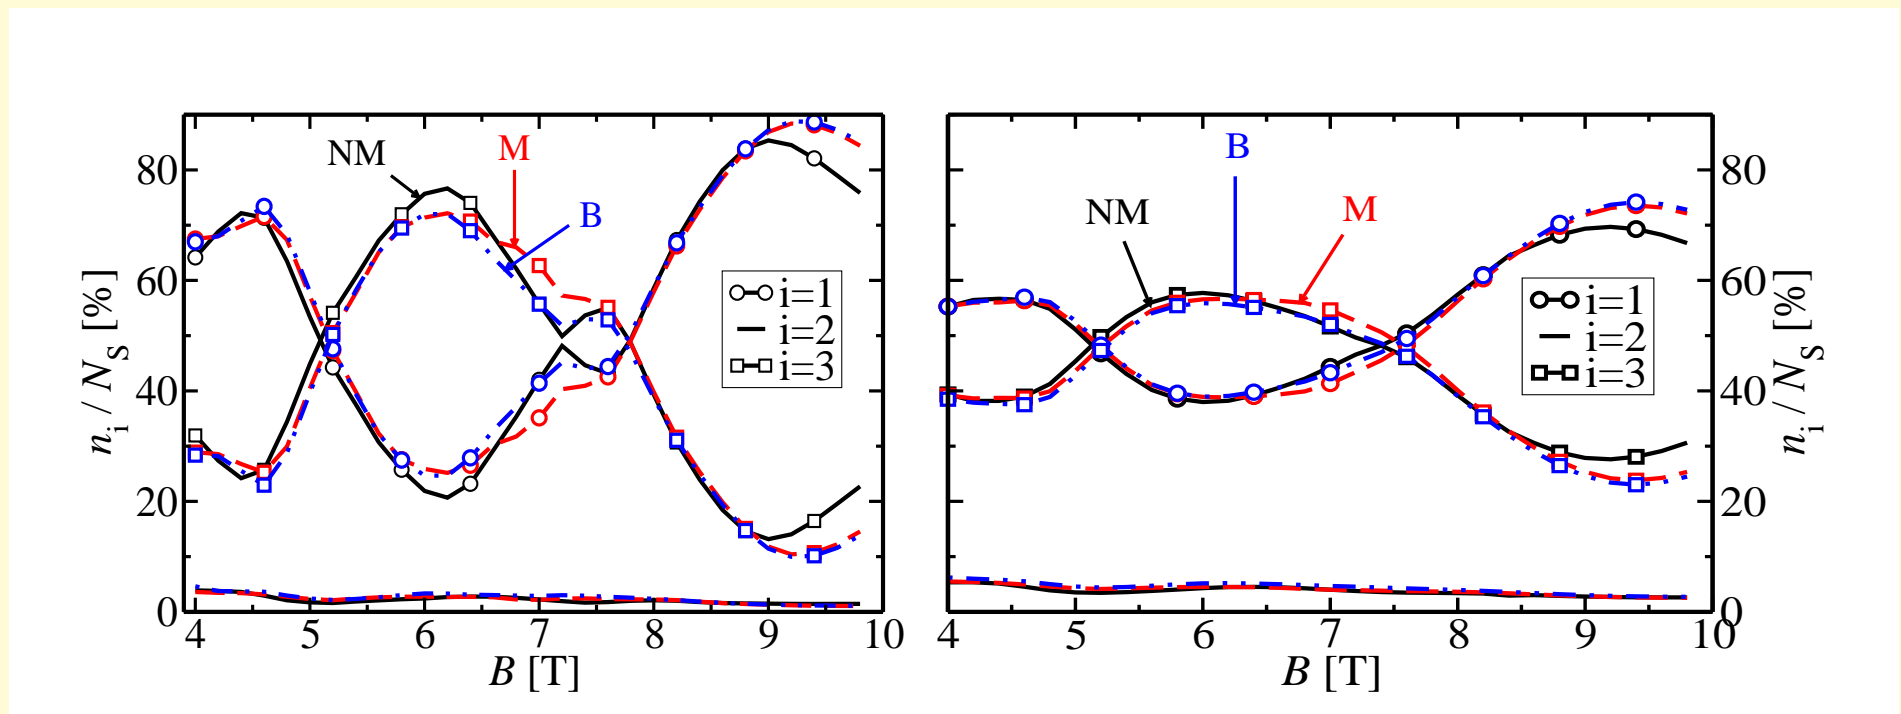 NM
M
B
80
60
40
20
0
n_i / N_S [%]
i=1
i=2
i=3
4 5 6 7 8 9 10
B [T]
B
NM
M
80
60
40
20
0
n_i / N_S [%]
i=1
i=2
i=3
4 5 6 7 8 9 10
B [T]